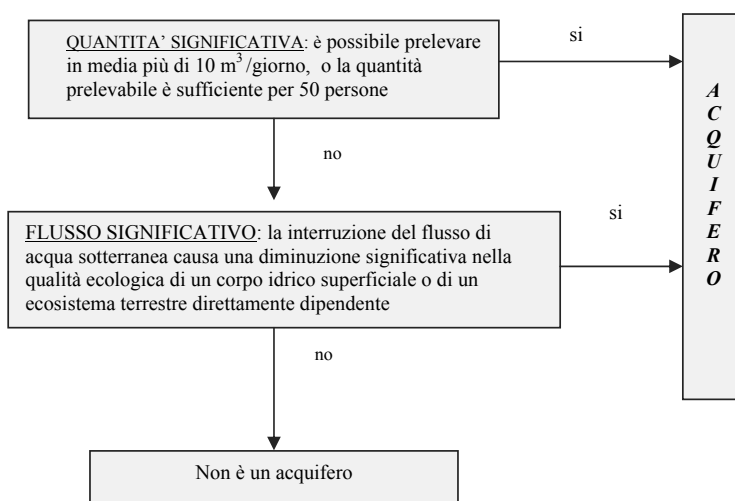 QUANTITA’ SIGNIFICATIVA: è possibile prelevare
in media più di 10 m³/giorno, o la quantità
prelevabile è sufficiente per 50 persone
si
no
FLUSSO SIGNIFICATIVO: la interruzione del flusso di
acqua sotterranea causa una diminuzione significativa nella
qualità ecologica di un corpo idrico superficiale o di un
ecosistema terrestre direttamente dipendente
si
no
Non è un acquifero
A
C
Q
U
I
F
E
R
O